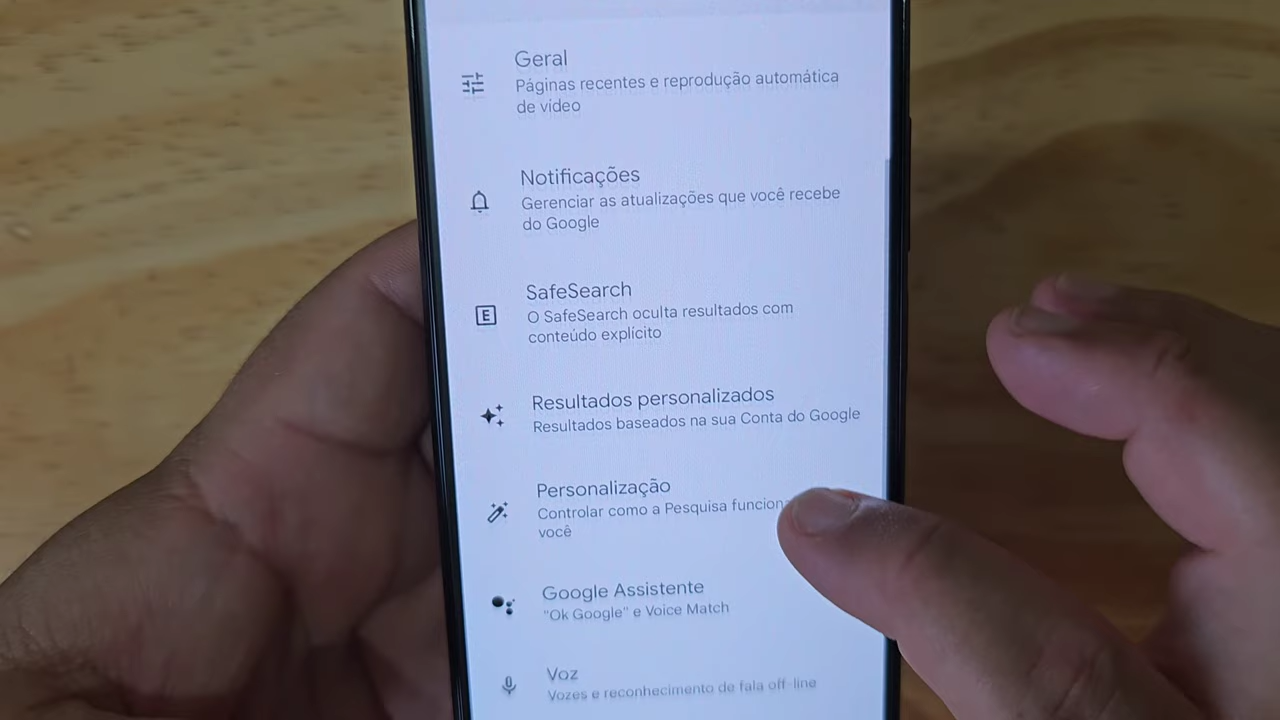 Geral
Páginas recentes e reprodução automática
de vídeo
Notificações
Gerenciar as atualizações que você recebe
do Google
E
SafeSearch
O SafeSearch oculta resultados com
conteúdo explícito
Resultados personalizados
Resultados baseados na sua Conta do Google
Personalização
Controlar como a Pesquisa
você
Google Assistente
"Ok Google" e Voice Match
Voz
Vozes e reconhecimento de fala off-line